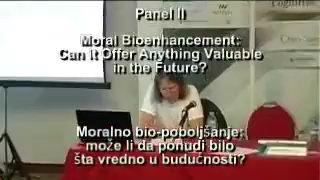 Cognitive
Panel II
Moral Bioenhancement:
Can it Offer Anything Valuable
in the Future?
Moralno bio-poboljšanje:
može li da ponudi bilo
šta vredno u budućnosti?